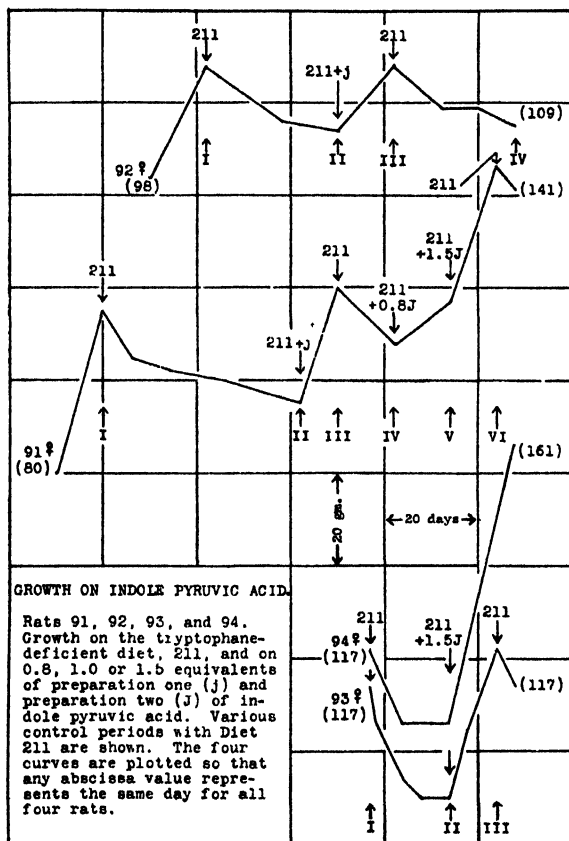 211
211
211+j
(109)
I
II
III
IV
92♀
(98)
211
(141)
211
211
211
+1.5J
211
+0.8J
211+j
I
II
III
IV
V
VI
91♀
(80)
(161)
20 gm.
20 days
GROWTH ON INDOLE PYRUVIC ACID.
Rats 91, 92, 93, and 94.
Growth on the tryptophane-
deficient diet, 211, and on
0.8, 1.0 or 1.5 equivalents
of preparation one (j) and
preparation two (J) of in-
dole pyruvic acid. Various
control periods with Diet
211 are shown. The four
curves are plotted so that
any abscissa value repre-
sents the same day for all
four rats.
211
211
+1.5J
94♀
(117)
93♀
(117)
(117)
I
II
III